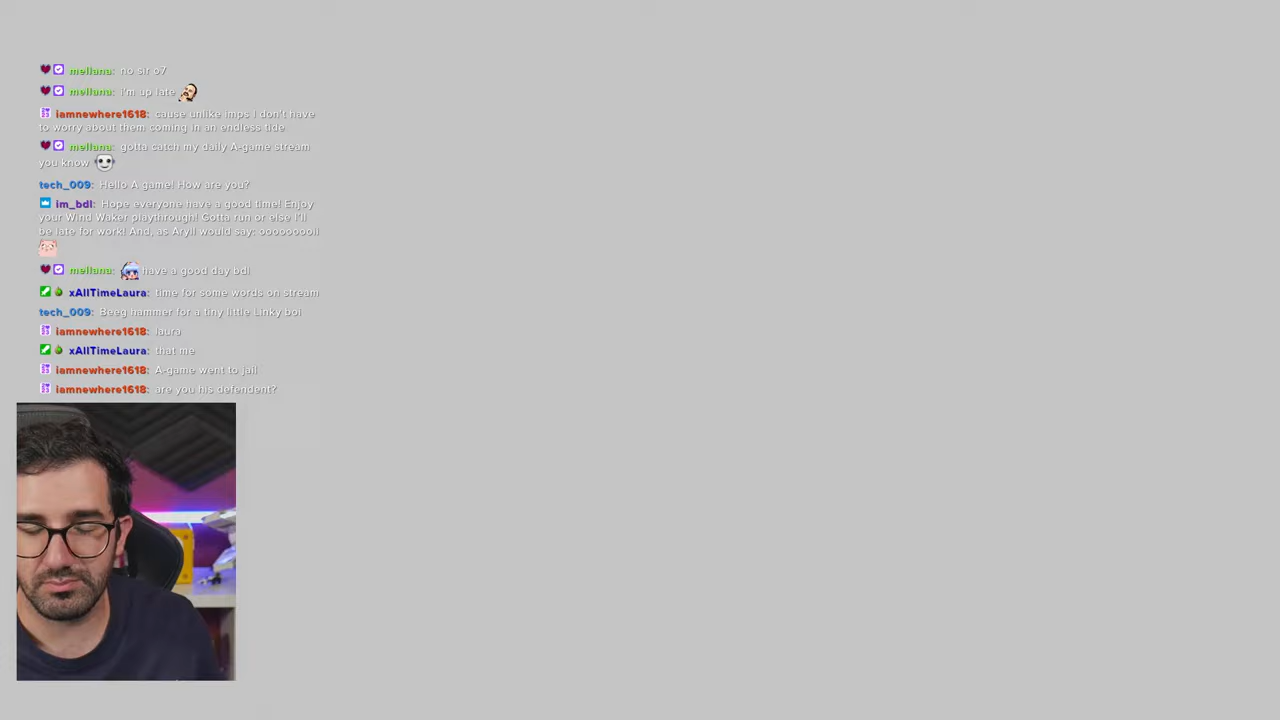 mellana: no sir o7
mellana: i'm up late
iamnewhere1618: cause unlike imps I don't have
to worry about them coming in an endless tide
mellana: gotta catch my daily A-game stream
you know
tech_009: Hello A game! How are you?
im_bdl: Hope everyone have a good time! Enjoy
your Wind Waker playthrough! Gotta run or else I'll
be late for work! And, as Aryll would say: ooooooooii
mellana: have a good day bdl
xAllTimeLaura: time for some words on stream
tech_009: Beeg hammer for a tiny little Linky boi
iamnewhere1618: laura
xAllTimeLaura: that me
iamnewhere1618: A-game went to jail
iamnewhere1618: are you his defendent?